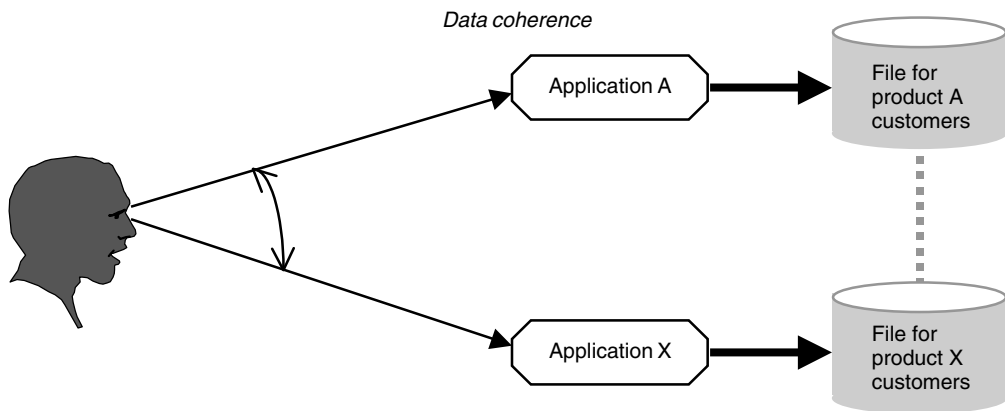 Data coherence
Application A
File for
product A
customers
Application X
File for
product X
customers